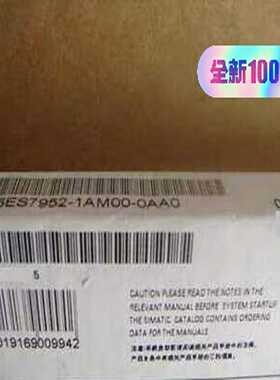 全新100
6ES7952-1AM00-0AA0
5
CAUTION PLEASE READ THE NOTES IN THE
RELEVANT MANUAL BEFORE SYSTEM STARTUP
THE SIMATIC CATALOG CONTAINS ORDERING
DATA FOR THE MANUALS
019169009942